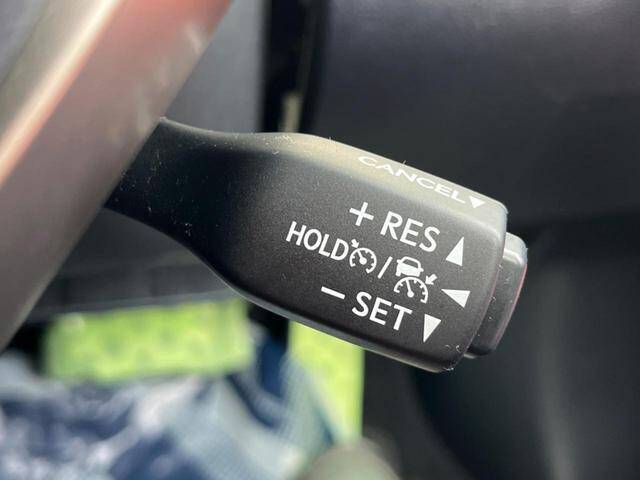 CANCEL▼
+ RES ▲
HOLD / ◀
− SET ▼